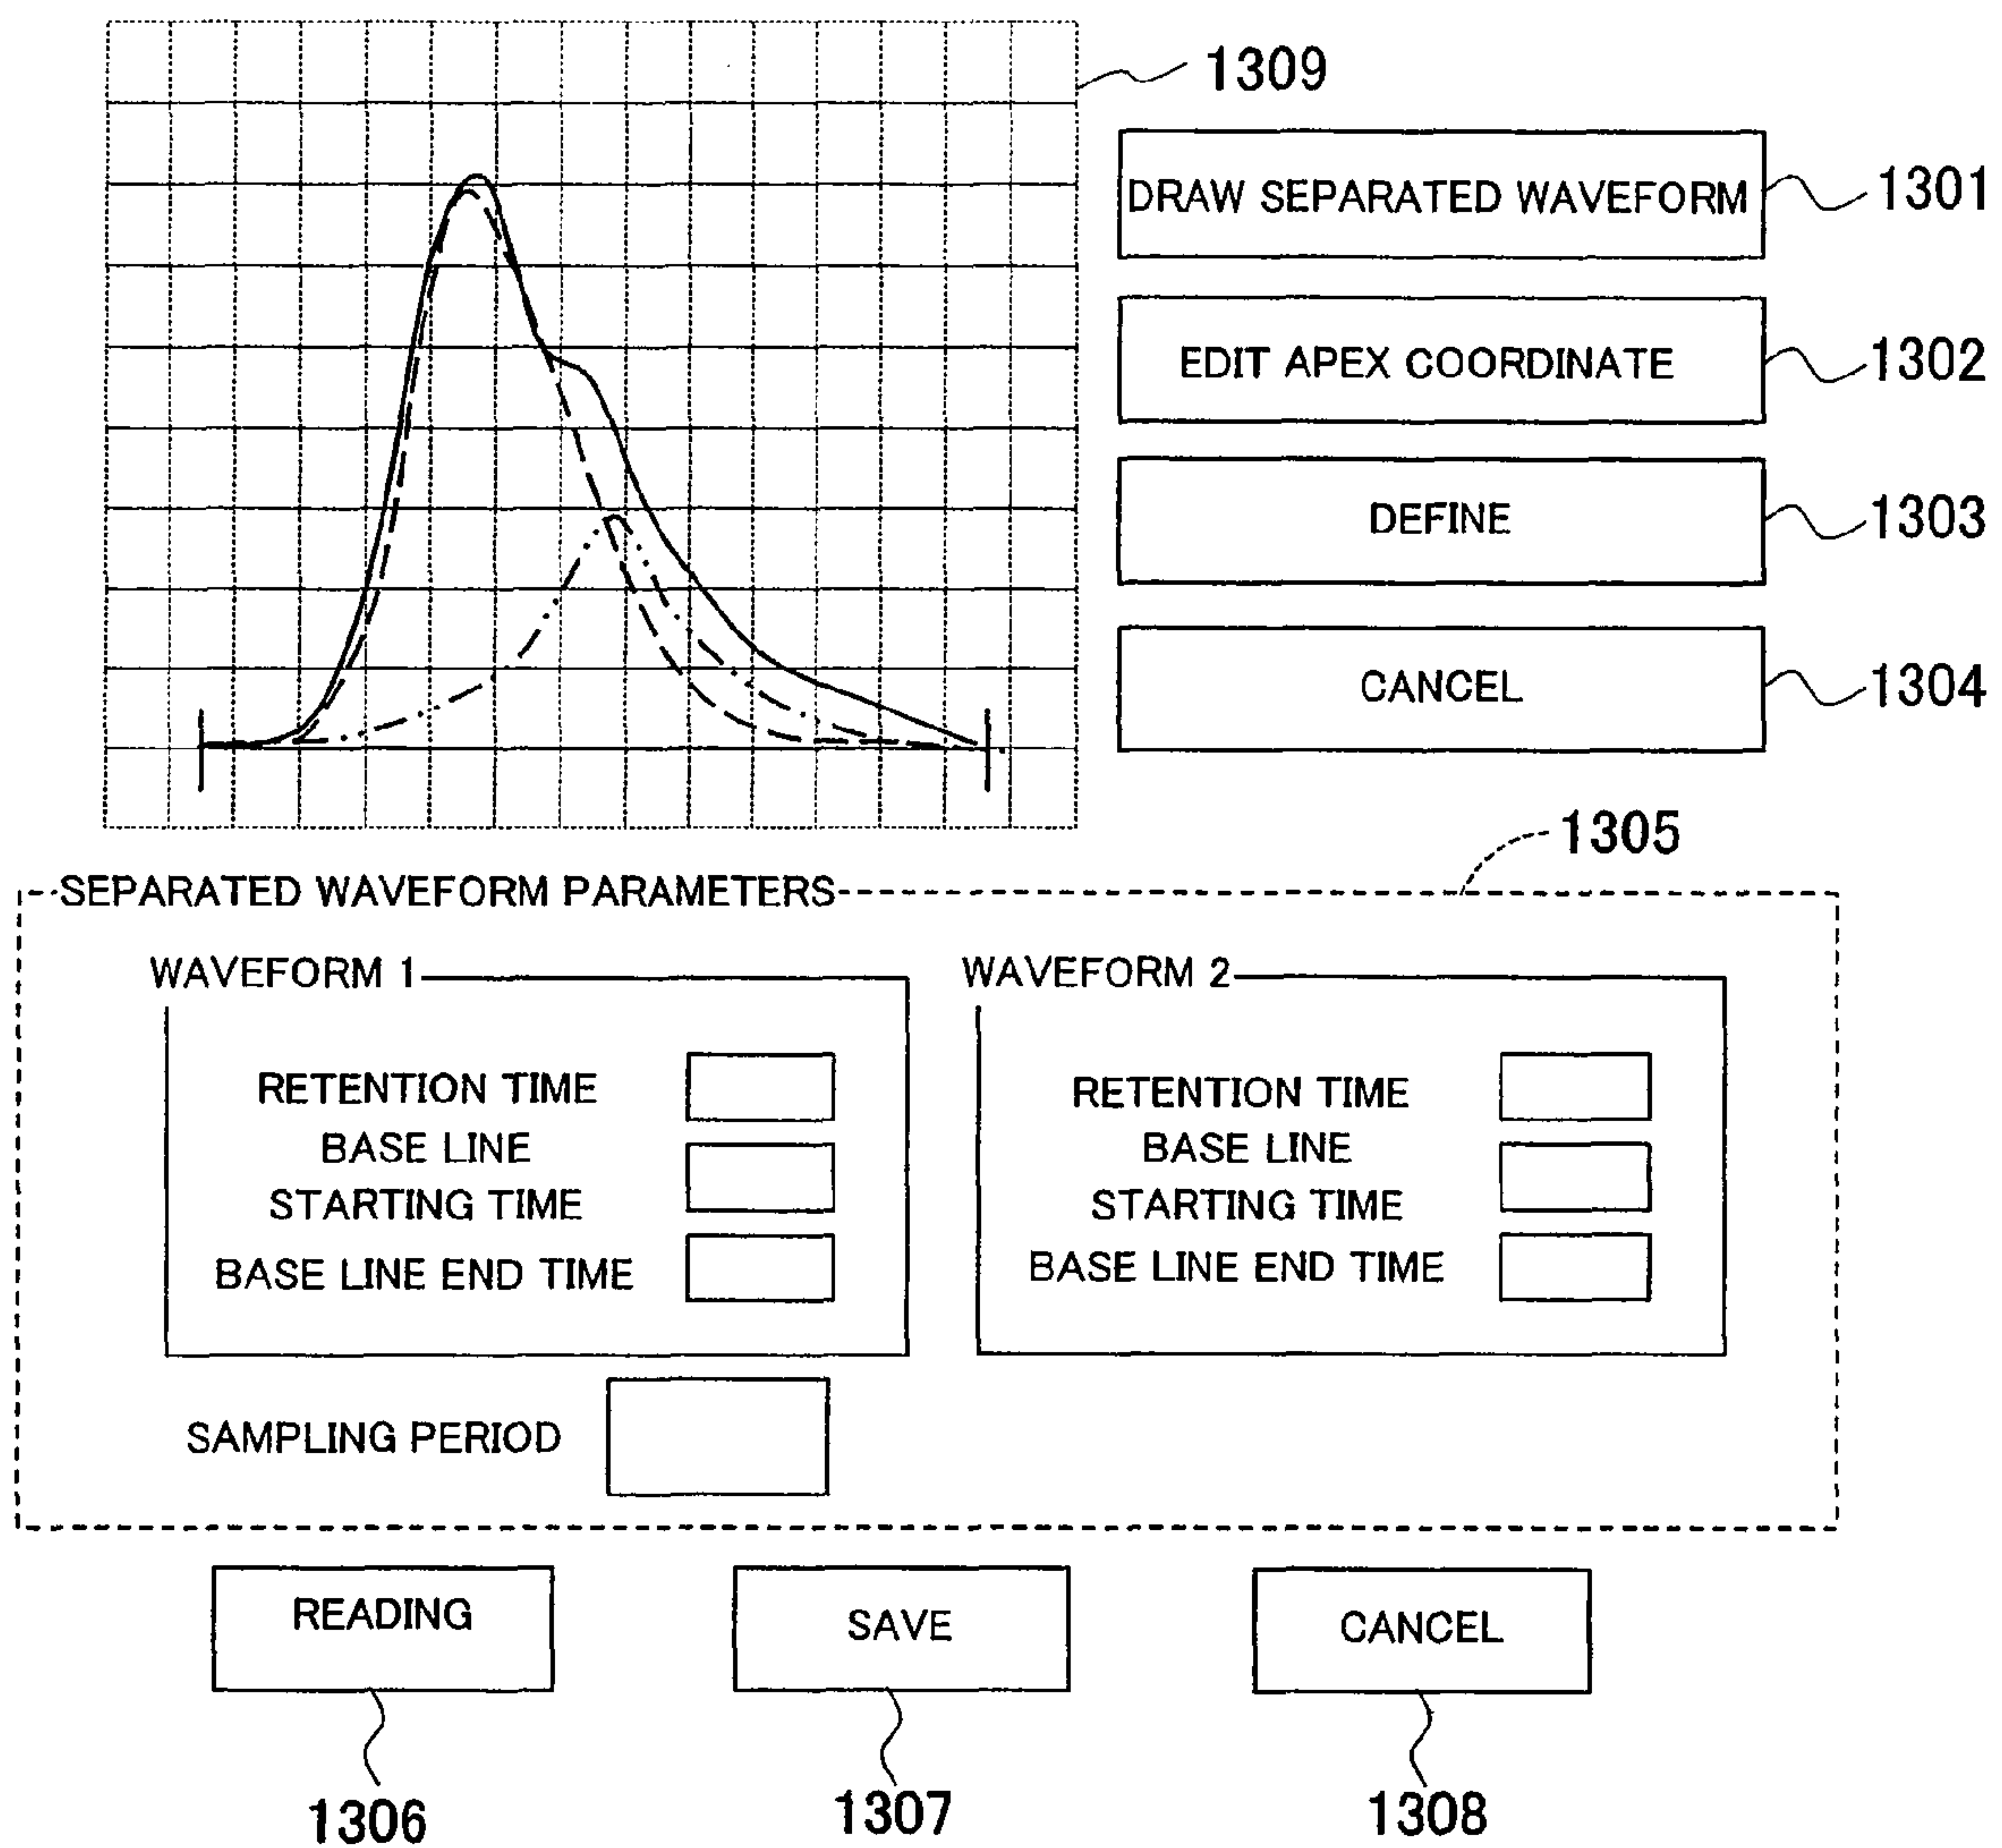 1309
DRAW SEPARATED WAVEFORM
1301
EDIT APEX COORDINATE
1302
DEFINE
1303
CANCEL
1304
1305
SEPARATED WAVEFORM PARAMETERS
WAVEFORM 1
RETENTION TIME
BASE LINE
STARTING TIME
BASE LINE END TIME
WAVEFORM 2
RETENTION TIME
BASE LINE
STARTING TIME
BASE LINE END TIME
SAMPLING PERIOD
READING
SAVE
CANCEL
1306
1307
1308